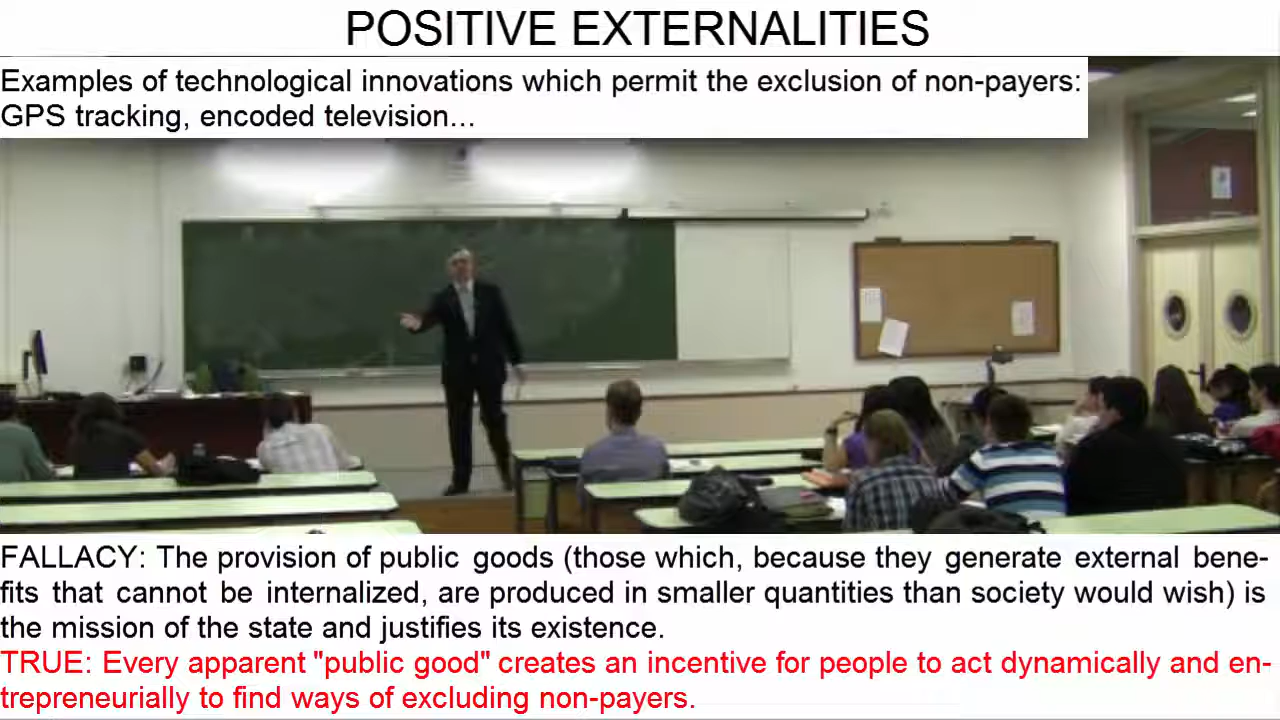 POSITIVE EXTERNALITIES
Examples of technological innovations which permit the exclusion of non-payers:
GPS tracking, encoded television...
FALLACY: The provision of public goods (those which, because they generate external bene-
fits that cannot be internalized, are produced in smaller quantities than society would wish) is
the mission of the state and justifies its existence.
TRUE: Every apparent "public good" creates an incentive for people to act dynamically and en-
trepreneurially to find ways of excluding non-payers.